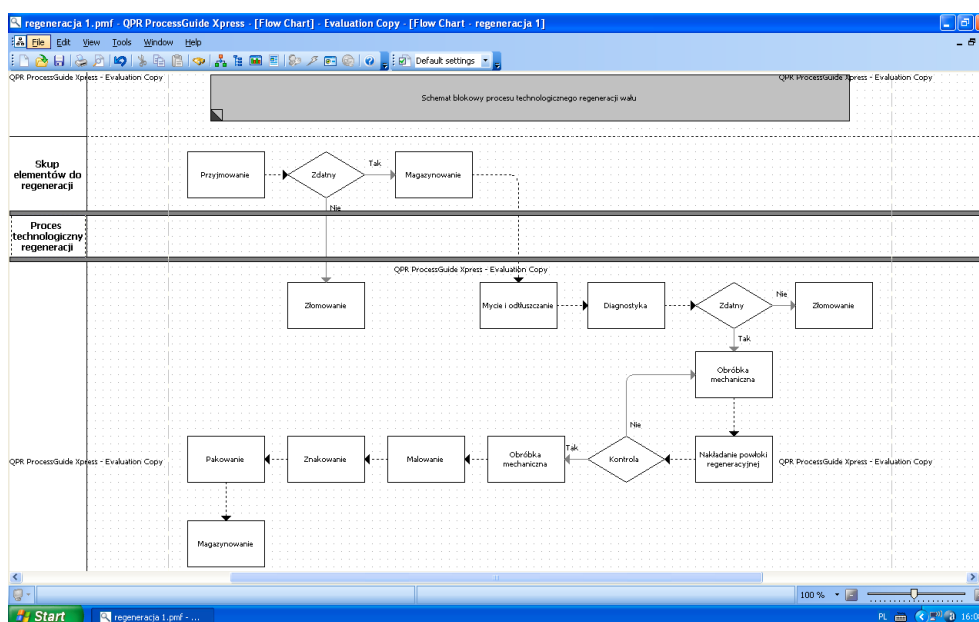 regeneracja 1.pmf - QPR ProcessGuide Xpress - [Flow Chart] - Evaluation Copy - [Flow Chart - regeneracja 1]
File Edit View Tools Window Help
Default settings
QPR ProcessGuide Xpress - Evaluation Copy
QPR ProcessGuide Xpress - Evaluation Copy
Schemat blokowy procesu technologicznego regeneracji wału
Skup
elementów do
regeneracji
Przyjmowanie
Zdatny
Tak
Magazynowanie
Nie
Proces
technologiczny
regeneracji
QPR ProcessGuide Xpress - Evaluation Copy
Złomowanie
Mycie i odtłuszczanie
Diagnostyka
Zdatny
Nie
Złomowanie
Tak
Obróbka
mechaniczna
Nie
Pakowanie
Znakowanie
Malowanie
Obróbka
mechaniczna
Tak
Kontrola
Nakładanie powłoki
regeneracyjnej
QPR ProcessGuide Xpress - Evaluation Copy
QPR ProcessGuide Xpress - Evaluation Copy
Magazynowanie
100 %
Start
regeneracja 1.pmf - ...
PL